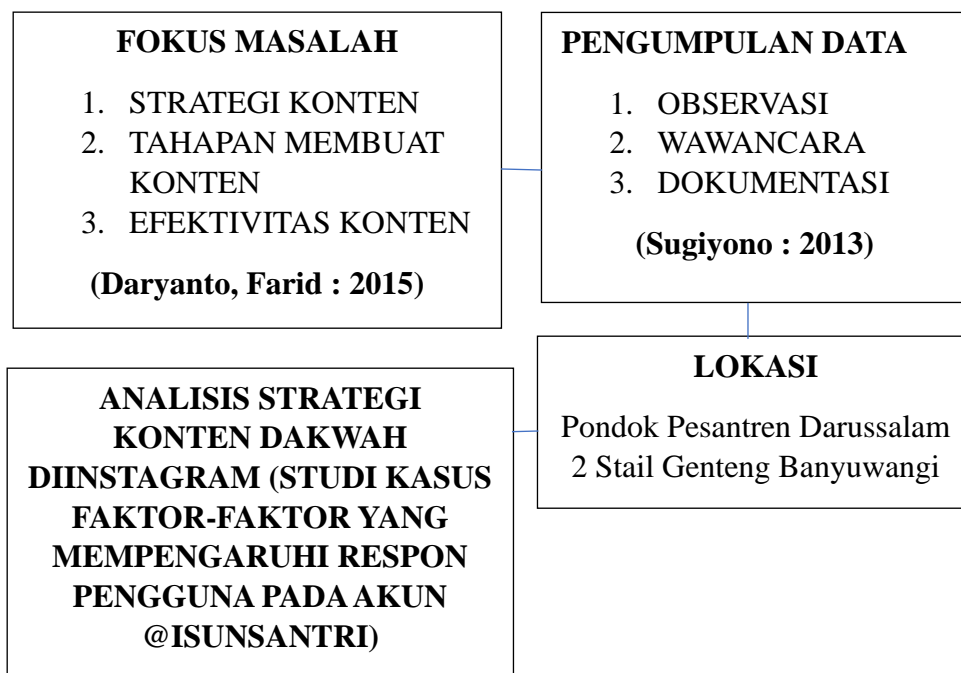 FOKUS MASALAH
1. STRATEGI KONTEN
2. TAHAPAN MEMBUAT
KONTEN
3. EFEKTIVITAS KONTEN
(Daryanto, Farid : 2015)
PENGUMPULAN DATA
1. OBSERVASI
2. WAWANCARA
3. DOKUMENTASI
(Sugiyono : 2013)
LOKASI
Pondok Pesantren Darussalam
2 Stail Genteng Banyuwangi
ANALISIS STRATEGI
KONTEN DAKWAH
DIINSTAGRAM (STUDI KASUS
FAKTOR-FAKTOR YANG
MEMPENGARUHI RESPON
PENGGUNA PADA AKUN
@ISUNSANTRI)